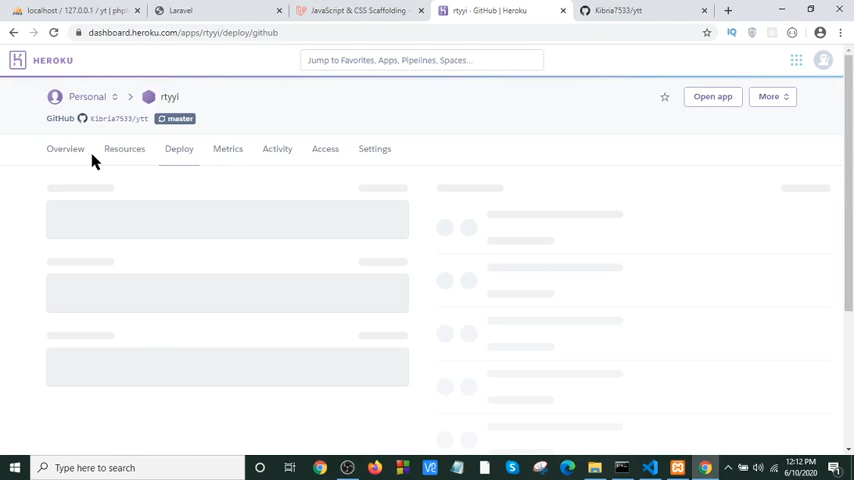 localhost / 127.0.0.1 / yt | php
Laravel
JavaScript & CSS Scaffolding -
rtyyi · GitHub | Heroku
Kibria7533/ytt
dashboard.heroku.com/apps/rtyyi/deploy/github
HEROKU
Jump to Favorites, Apps, Pipelines, Spaces...
Personal
rtyyi
Open app
More
GitHub
Kibria7533/ytt
master
Overview
Resources
Deploy
Metrics
Activity
Access
Settings
Type here to search
12:12 PM
6/10/2020